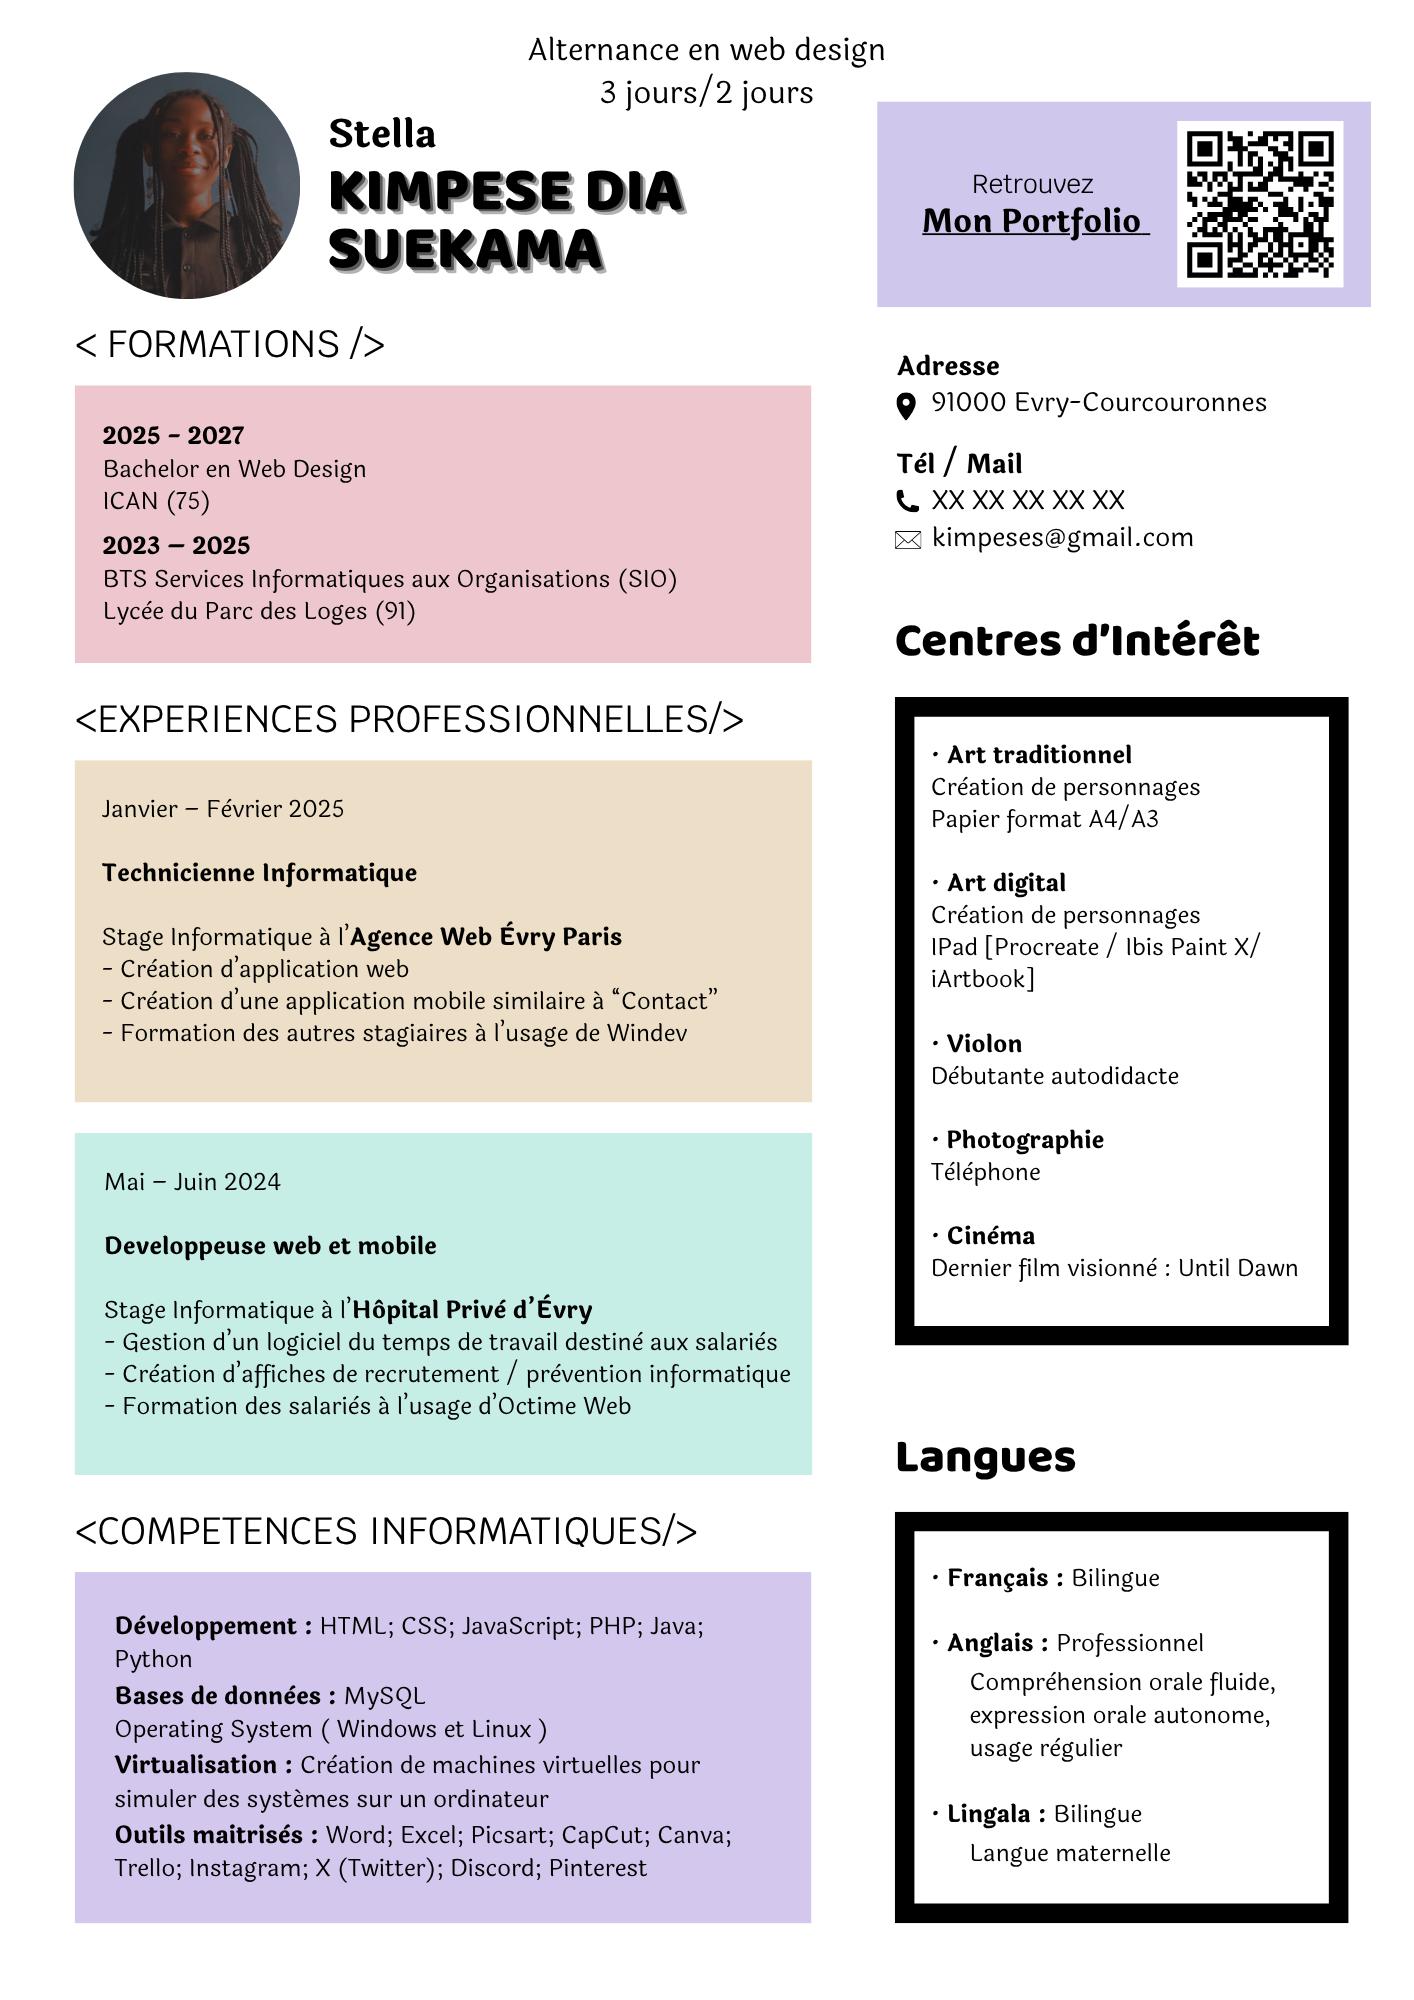 Alternance en web design
3 jours/2 jours
Stella
KIMPESE DIA
SUEKAMA
Retrouvez
Mon Portfolio
< FORMATIONS />
2025 - 2027
Bachelor en Web Design
ICAN (75)
2023 – 2025
BTS Services Informatiques aux Organisations (SIO)
Lycée du Parc des Loges (91)
<EXPERIENCES PROFESSIONNELLES/>
Janvier – Février 2025
Technicienne Informatique
Stage Informatique à l’Agence Web Évry Paris
- Création d’application web
- Création d’une application mobile similaire à “Contact”
- Formation des autres stagiaires à l’usage de Windev
Mai – Juin 2024
Developpeuse web et mobile
Stage Informatique à l’Hôpital Privé d’Évry
- Gestion d’un logiciel du temps de travail destiné aux salariés
- Création d’affiches de recrutement / prévention informatique
- Formation des salariés à l’usage d’Octime Web
<COMPETENCES INFORMATIQUES/>
Développement : HTML; CSS; JavaScript; PHP; Java;
Python
Bases de données : MySQL
Operating System ( Windows et Linux )
Virtualisation : Création de machines virtuelles pour
simuler des systèmes sur un ordinateur
Outils maitrisés : Word; Excel; Picsart; CapCut; Canva;
Trello; Instagram; X (Twitter); Discord; Pinterest
Adresse
91000 Evry-Courcouronnes
Tél / Mail
XX XX XX XX XX
kimpeses@gmail.com
Centres d’Intérêt
· Art traditionnel
Création de personnages
Papier format A4/A3
· Art digital
Création de personnages
IPad [Procreate / Ibis Paint X/
iArtbook]
· Violon
Débutante autodidacte
· Photographie
Téléphone
· Cinéma
Dernier film visionné : Until Dawn
Langues
· Français : Bilingue
· Anglais : Professionnel
Compréhension orale fluide,
expression orale autonome,
usage régulier
· Lingala : Bilingue
Langue maternelle